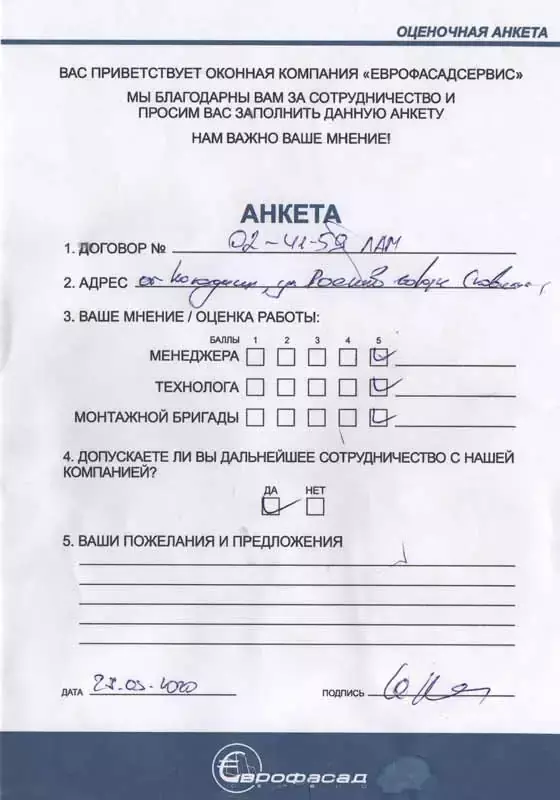 ОЦЕНОЧНАЯ АНКЕТА
ВАС ПРИВЕТСТВУЕТ ОКОННАЯ КОМПАНИЯ «ЕВРОФАСАДСЕРВИС»
МЫ БЛАГОДАРНЫ ВАМ ЗА СОТРУДНИЧЕСТВО И
ПРОСИМ ВАС ЗАПОЛНИТЬ ДАННУЮ АНКЕТУ
НАМ ВАЖНО ВАШЕ МНЕНИЕ!
АНКЕТА
1. ДОГОВОР № 02-41-59 ЛАМ
2. АДРЕС
3. ВАШЕ МНЕНИЕ / ОЦЕНКА РАБОТЫ:
БАЛЛЫ 1 2 3 4 5
МЕНЕДЖЕРА
ТЕХНОЛОГА
МОНТАЖНОЙ БРИГАДЫ
4. ДОПУСКАЕТЕ ЛИ ВЫ ДАЛЬНЕЙШЕЕ СОТРУДНИЧЕСТВО С НАШЕЙ
КОМПАНИЕЙ?
ДА НЕТ
5. ВАШИ ПОЖЕЛАНИЯ И ПРЕДЛОЖЕНИЯ
ДАТА 27.03.2020 ПОДПИСЬ
Еврофасад
СЕРВИС